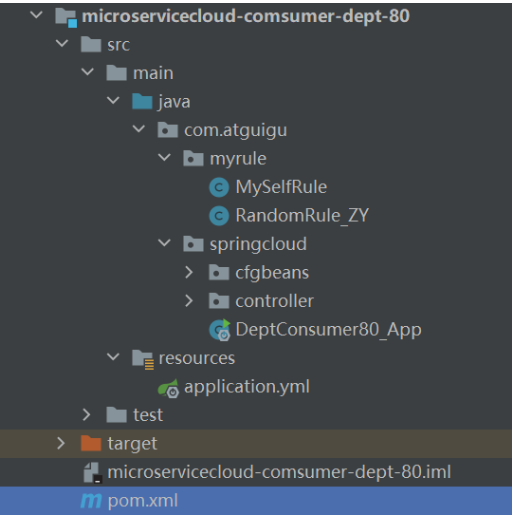 microservicecloud-comsumer-dept-80
src
main
java
com.atguigu
myrule
MySelfRule
RandomRule_ZY
springcloud
cfgbeans
controller
DeptConsumer80_App
resources
application.yml
test
target
microservicecloud-comsumer-dept-80.iml
pom.xml